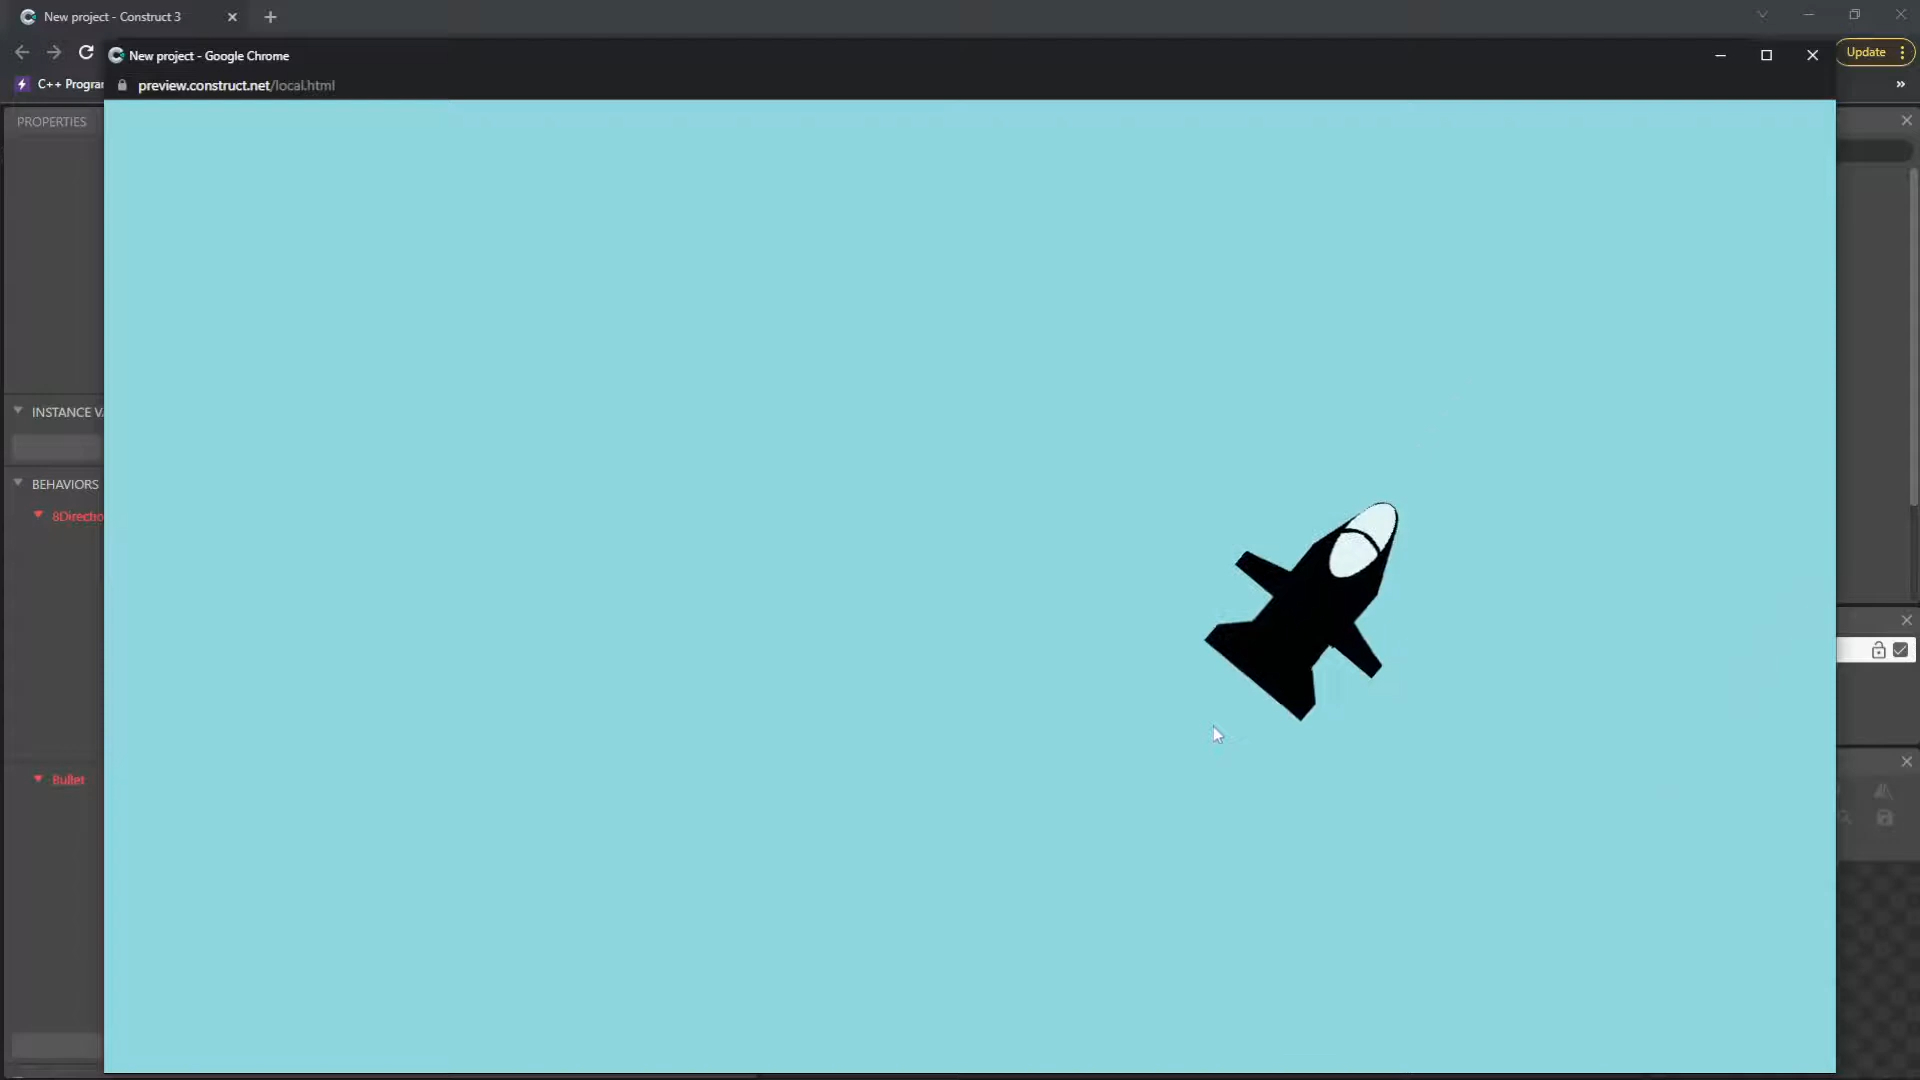 New project - Construct 3
New project - Google Chrome
Update
C++ Progra
preview.construct.net/local.html
PROPERTIES
INSTANCE V
BEHAVIORS
8Directio
Bullet